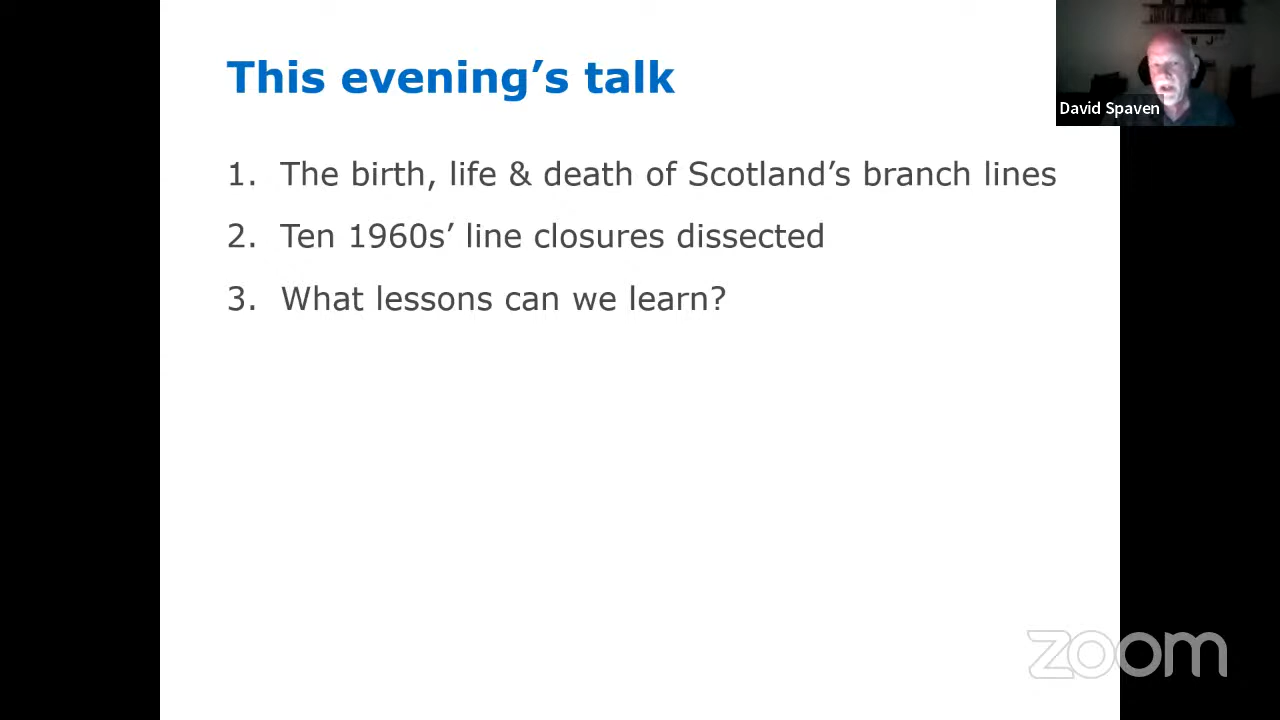 This evening’s talk
1. The birth, life & death of Scotland’s branch lines
2. Ten 1960s’ line closures dissected
3. What lessons can we learn?
David Spaven
zoom